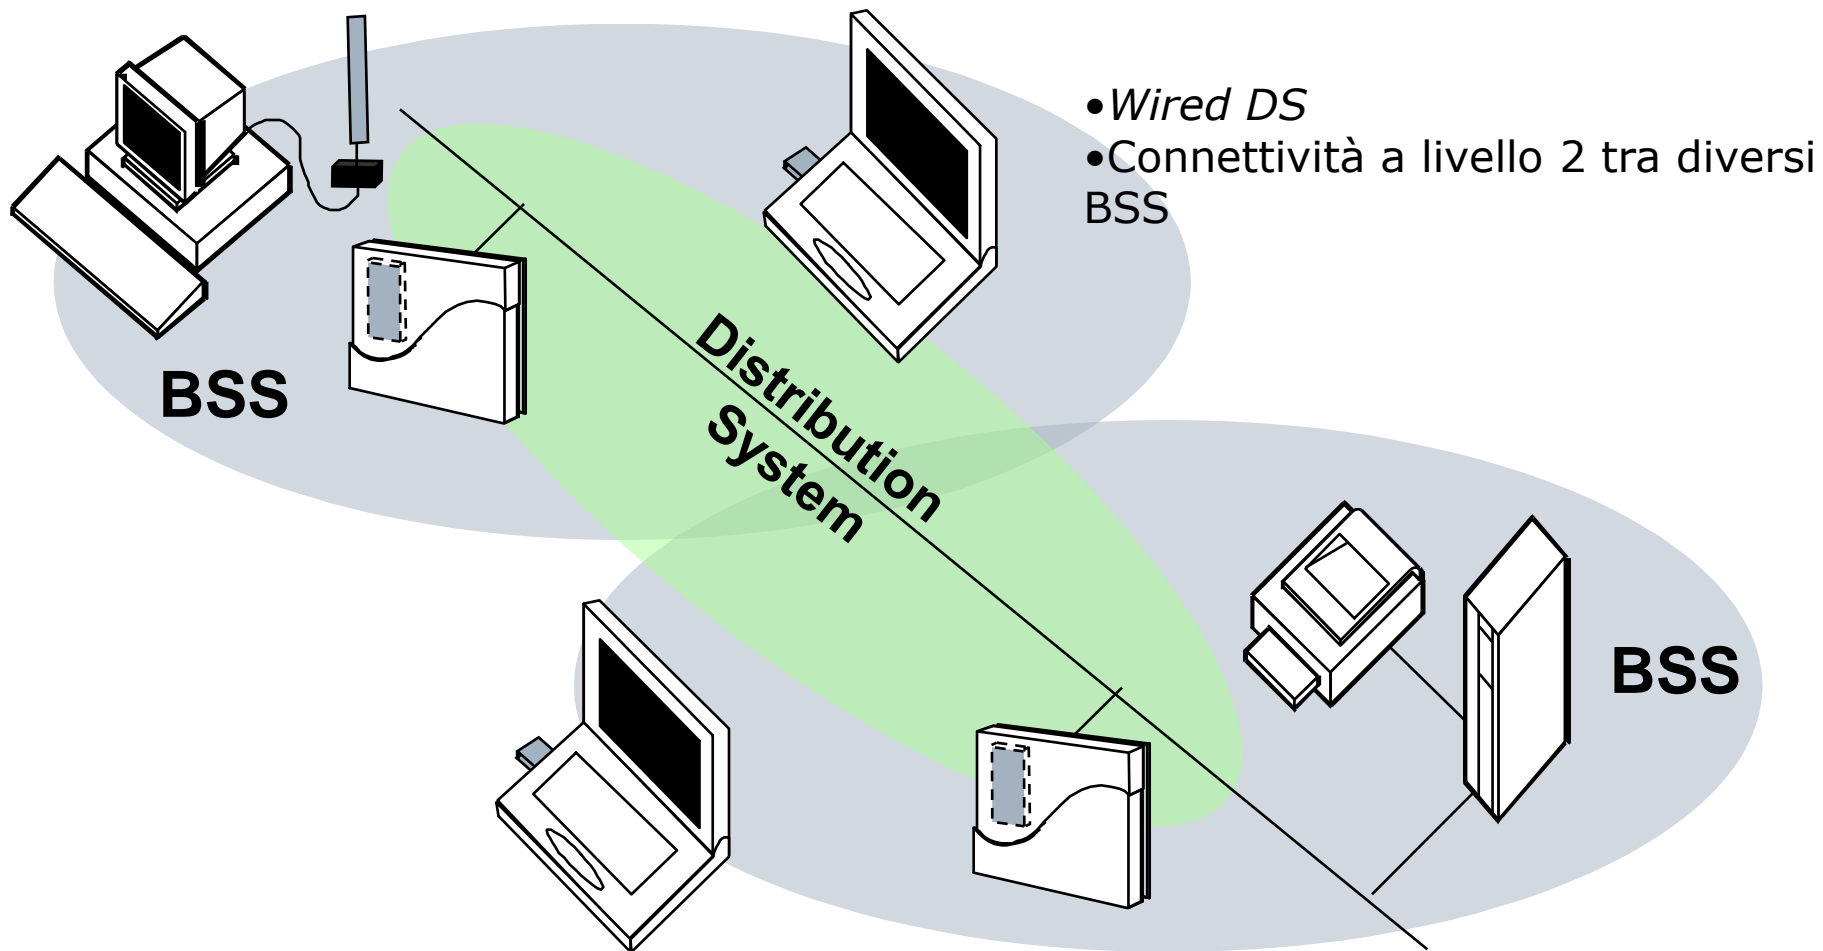 •Wired DS
•Connettività a livello 2 tra diversi
BSS
Distribution
System
BSS
BSS